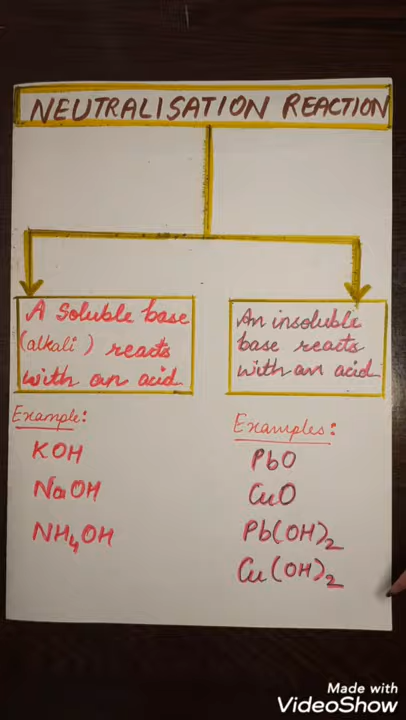 NEUTRALISATION REACTION
A Soluble base
(alkali) reacts
with an acid.
Example:
KOH
NaOH
NH₄OH
An insoluble
base reacts
with an acid.
Examples:
PbO
CuO
Pb(OH)₂
Cu(OH)₂
Made with
VideoShow